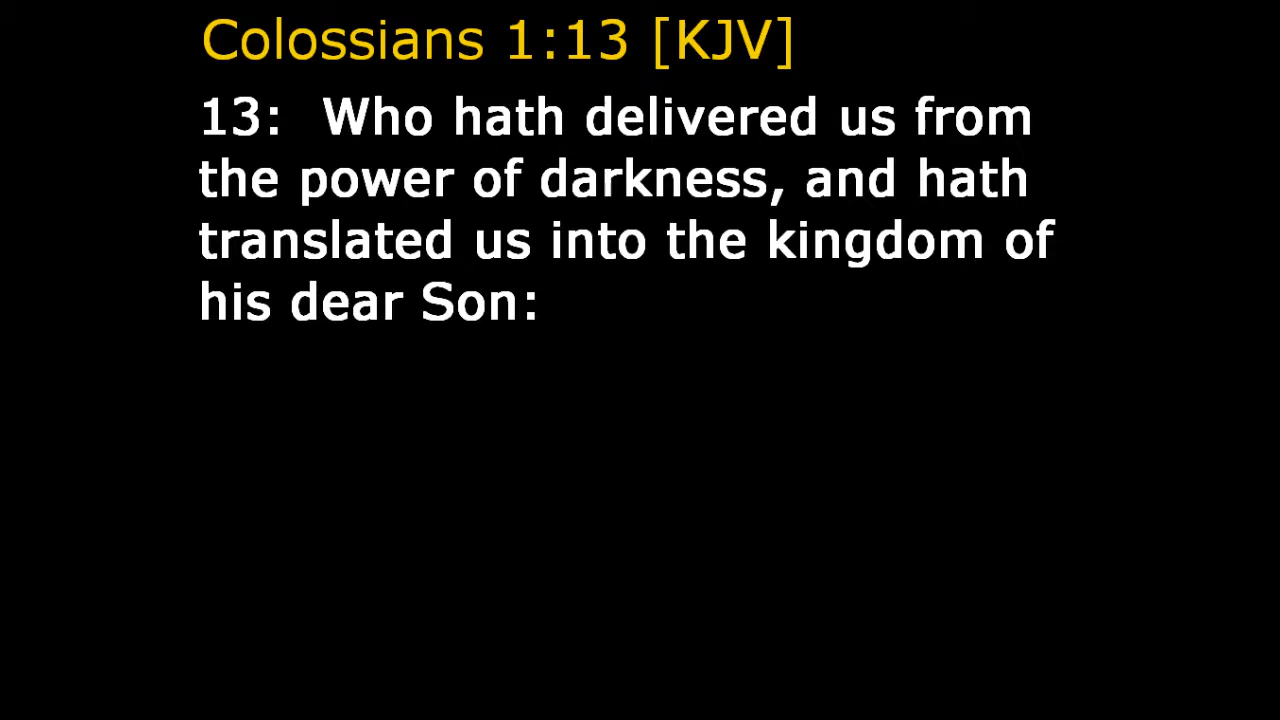 Colossians 1:13 [KJV]
13: Who hath delivered us from
the power of darkness, and hath
translated us into the kingdom of
his dear Son: